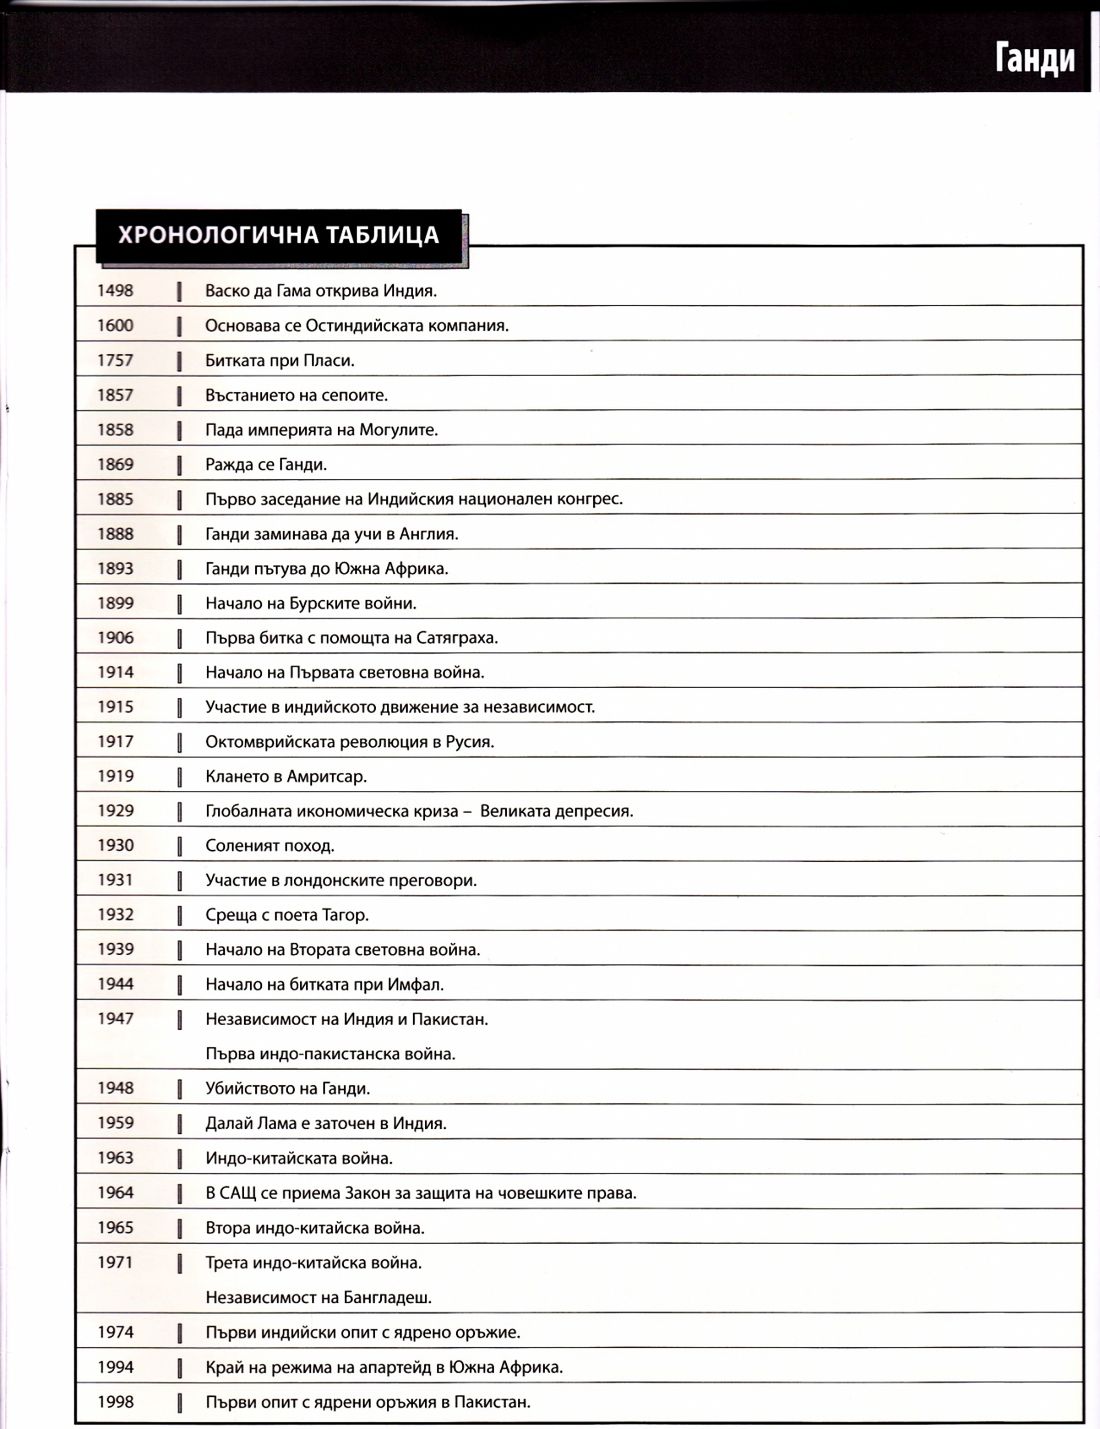 Ганди
ХРОНОЛОГИЧНА ТАБЛИЦА
1498 Васко да Гама открива Индия.
1600 Основава се Остиндийската компания.
1757 Битката при Пласи.
1857 Въстанието на сепоите.
1858 Пада империята на Моголите.
1869 Ражда се Ганди.
1885 Първо заседание на Индийския национален конгрес.
1888 Ганди заминава да учи в Англия.
1893 Ганди пътува до Южна Африка.
1899 Начало на Бурските войни.
1906 Първа битка с помощта на Сатяграха.
1914 Начало на Първата световна война.
1915 Участие в индийското движение за независимост.
1917 Октомврийската революция в Русия.
1919 Клането в Амритсар.
1929 Глобалната икономическа криза – Великата депресия.
1930 Соленият поход.
1931 Участие в лондонските преговори.
1932 Среща с поета Тагор.
1939 Начало на Втората световна война.
1944 Начало на битката при Имфал.
1947 Независимост на Индия и Пакистан.
Първа индо-пакистанска война.
1948 Убийството на Ганди.
1959 Далай Лама е заточен в Индия.
1963 Индо-китайската война.
1964 В САЩ се приема Закон за защита на човешките права.
1965 Втора индо-китайска война.
1971 Трета индо-китайска война.
Независимост на Бангладеш.
1974 Първи индийски опит с ядрено оръжие.
1994 Край на режима на апартейд в Южна Африка.
1998 Първи опит с ядрени оръжия в Пакистан.